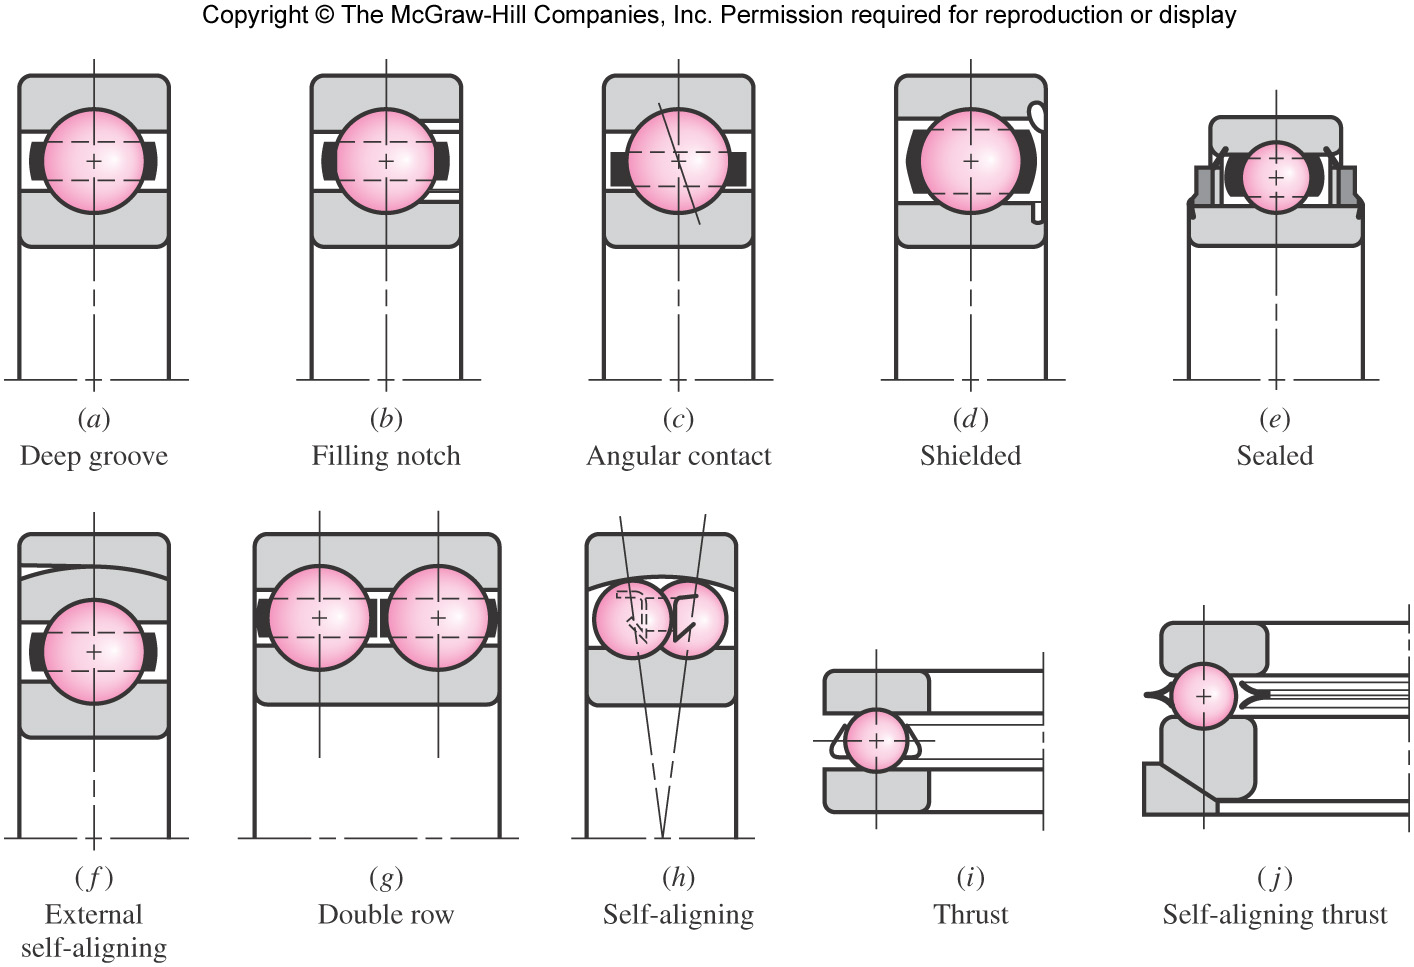 Copyright © The McGraw-Hill Companies, Inc. Permission required for reproduction or display
(a)
Deep groove
(b)
Filling notch
(c)
Angular contact
(d)
Shielded
(e)
Sealed
(f)
External
self-aligning
(g)
Double row
(h)
Self-aligning
(i)
Thrust
(j)
Self-aligning thrust